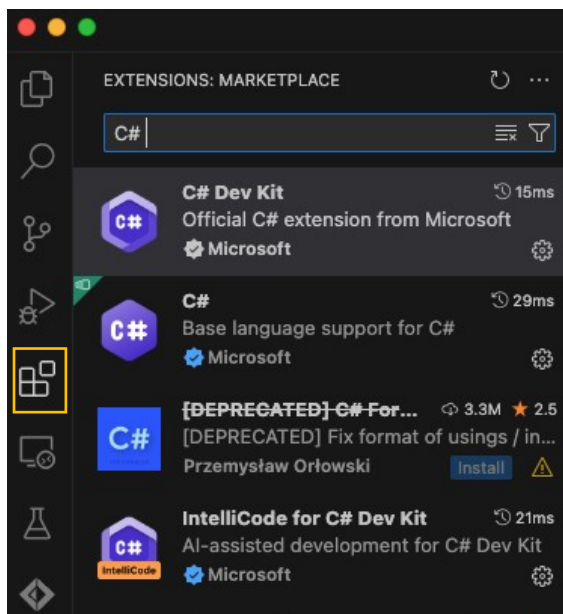 EXTENSIONS: MARKETPLACE
C#
C# Dev Kit 15ms
Official C# extension from Microsoft
Microsoft
C# 29ms
Base language support for C#
Microsoft
[DEPRECATED] C# For... 3.3M 2.5
[DEPRECATED] Fix format of usings / in...
Przemysław Orłowski Install
IntelliCode for C# Dev Kit 21ms
AI-assisted development for C# Dev Kit
Microsoft
C#
C#
C#
C#
IntelliCode